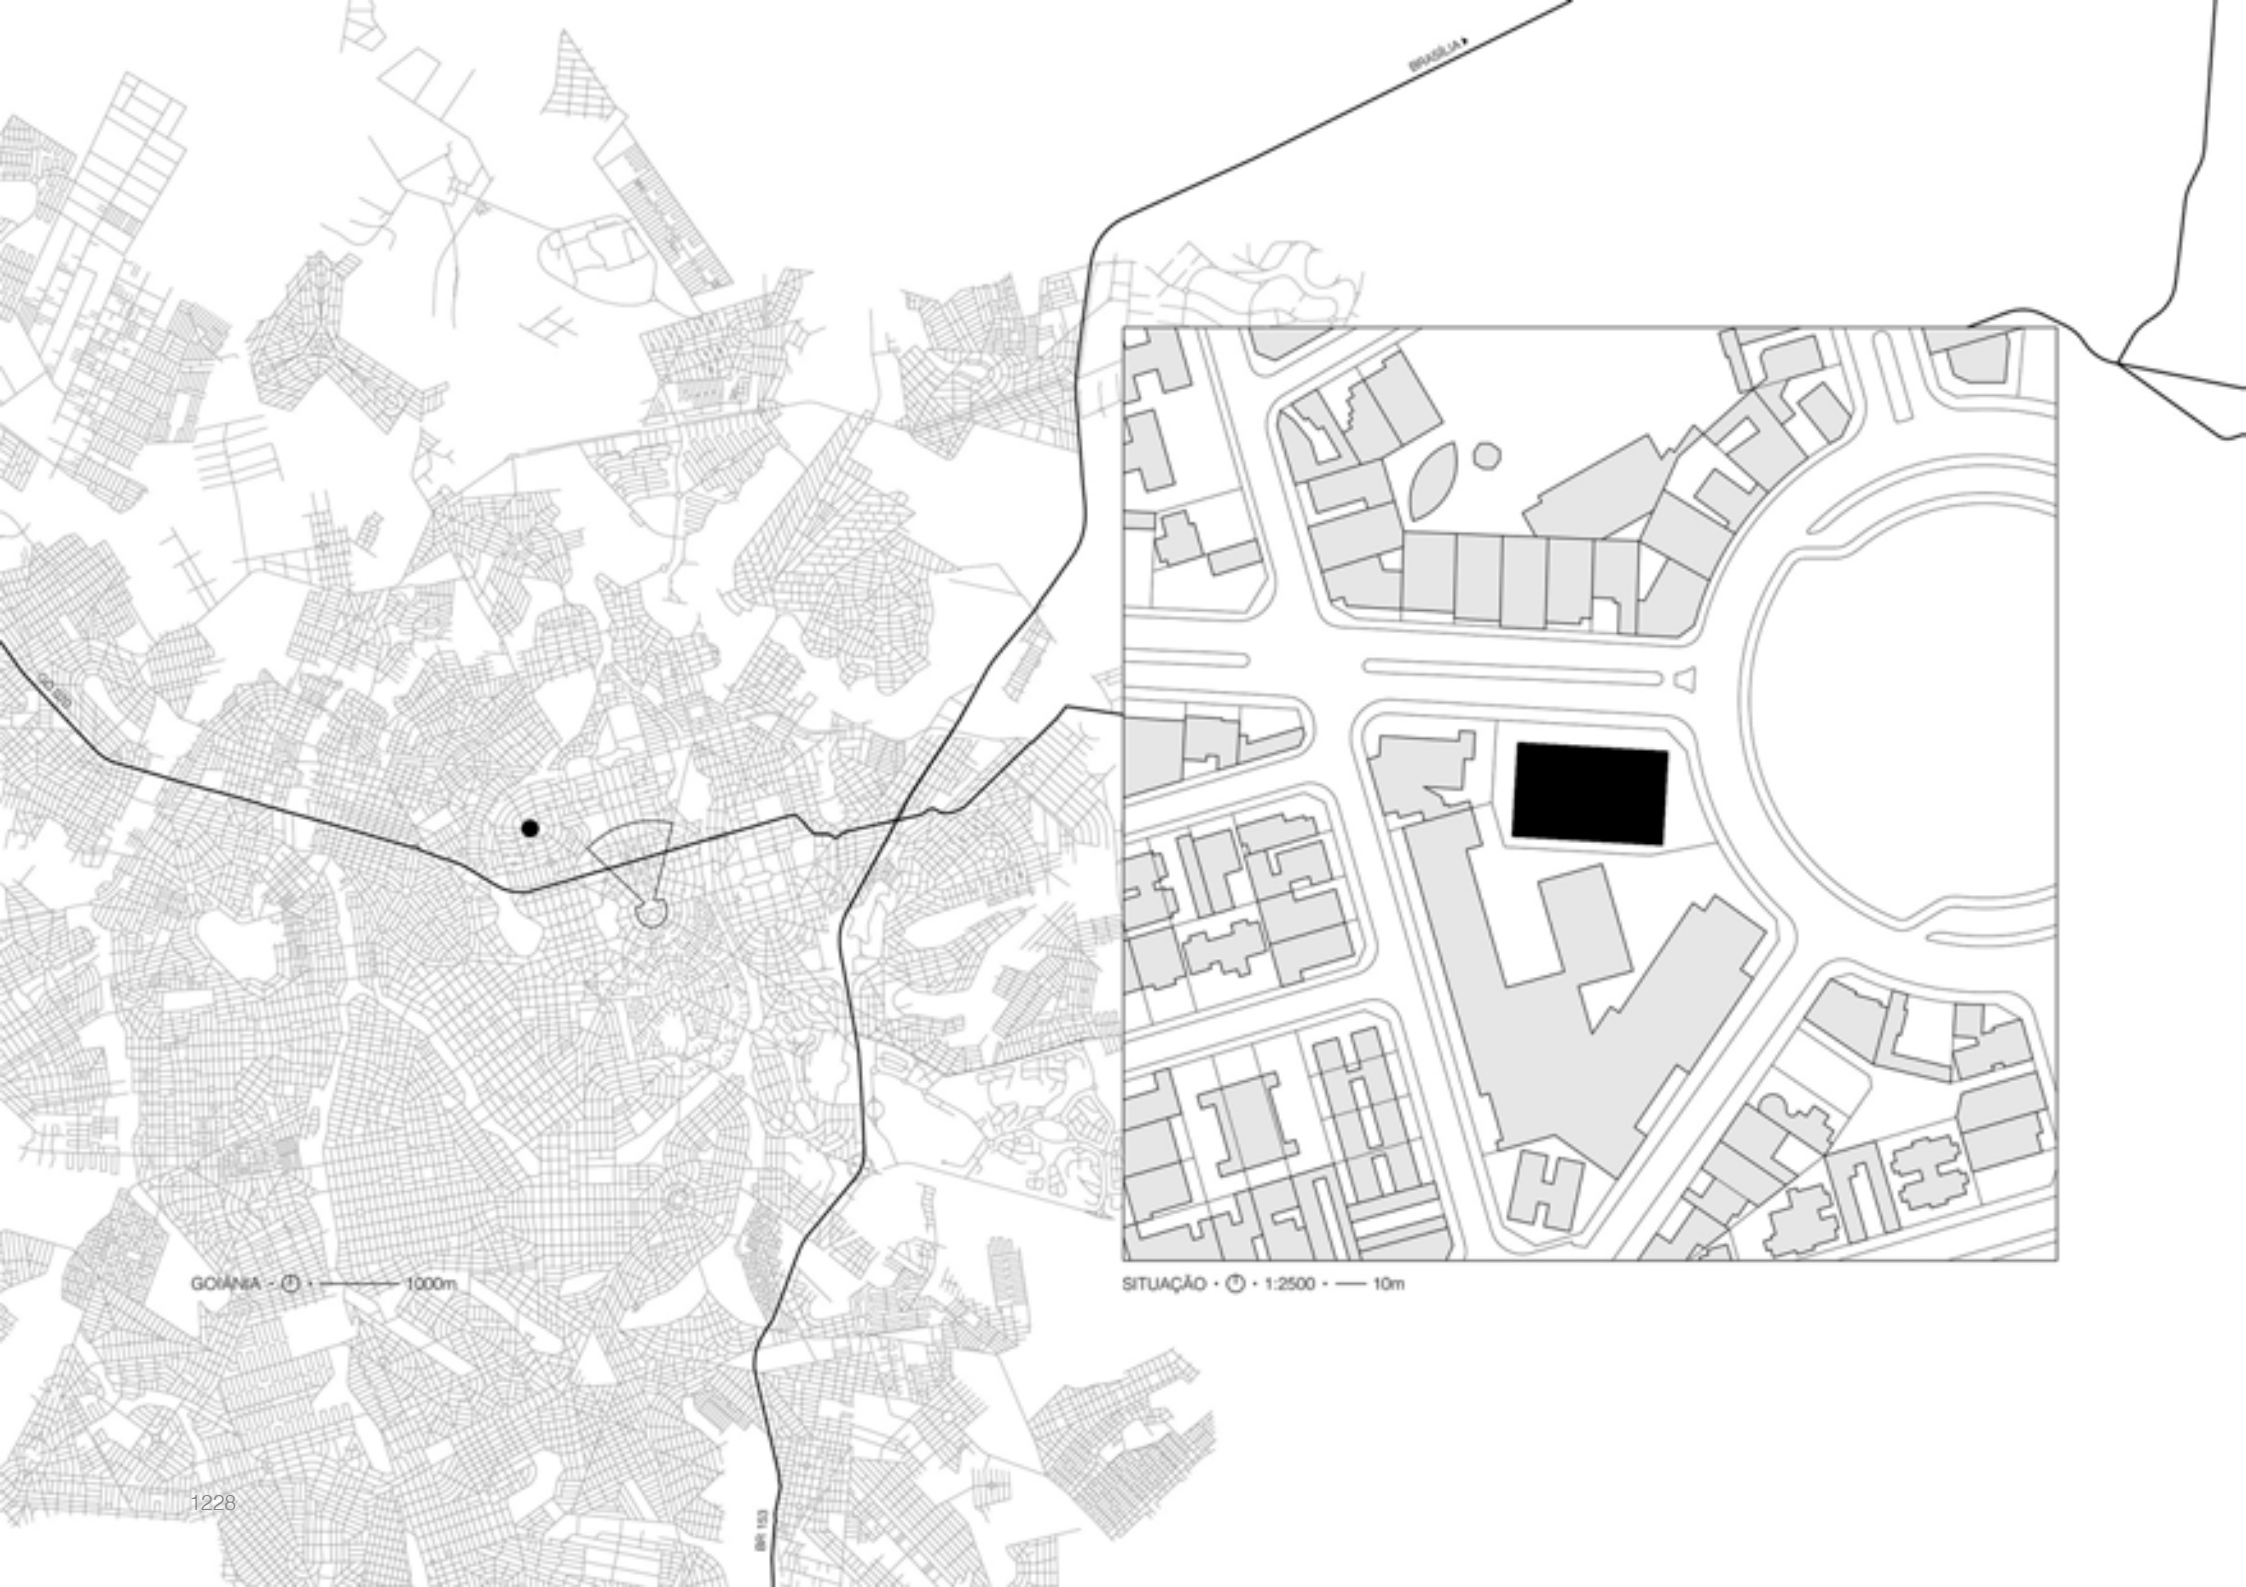 BRASÍLIA
GOIÂNIA · · 1000m
SITUAÇÃO · · 1:2500 · 10m
1228
BR 153